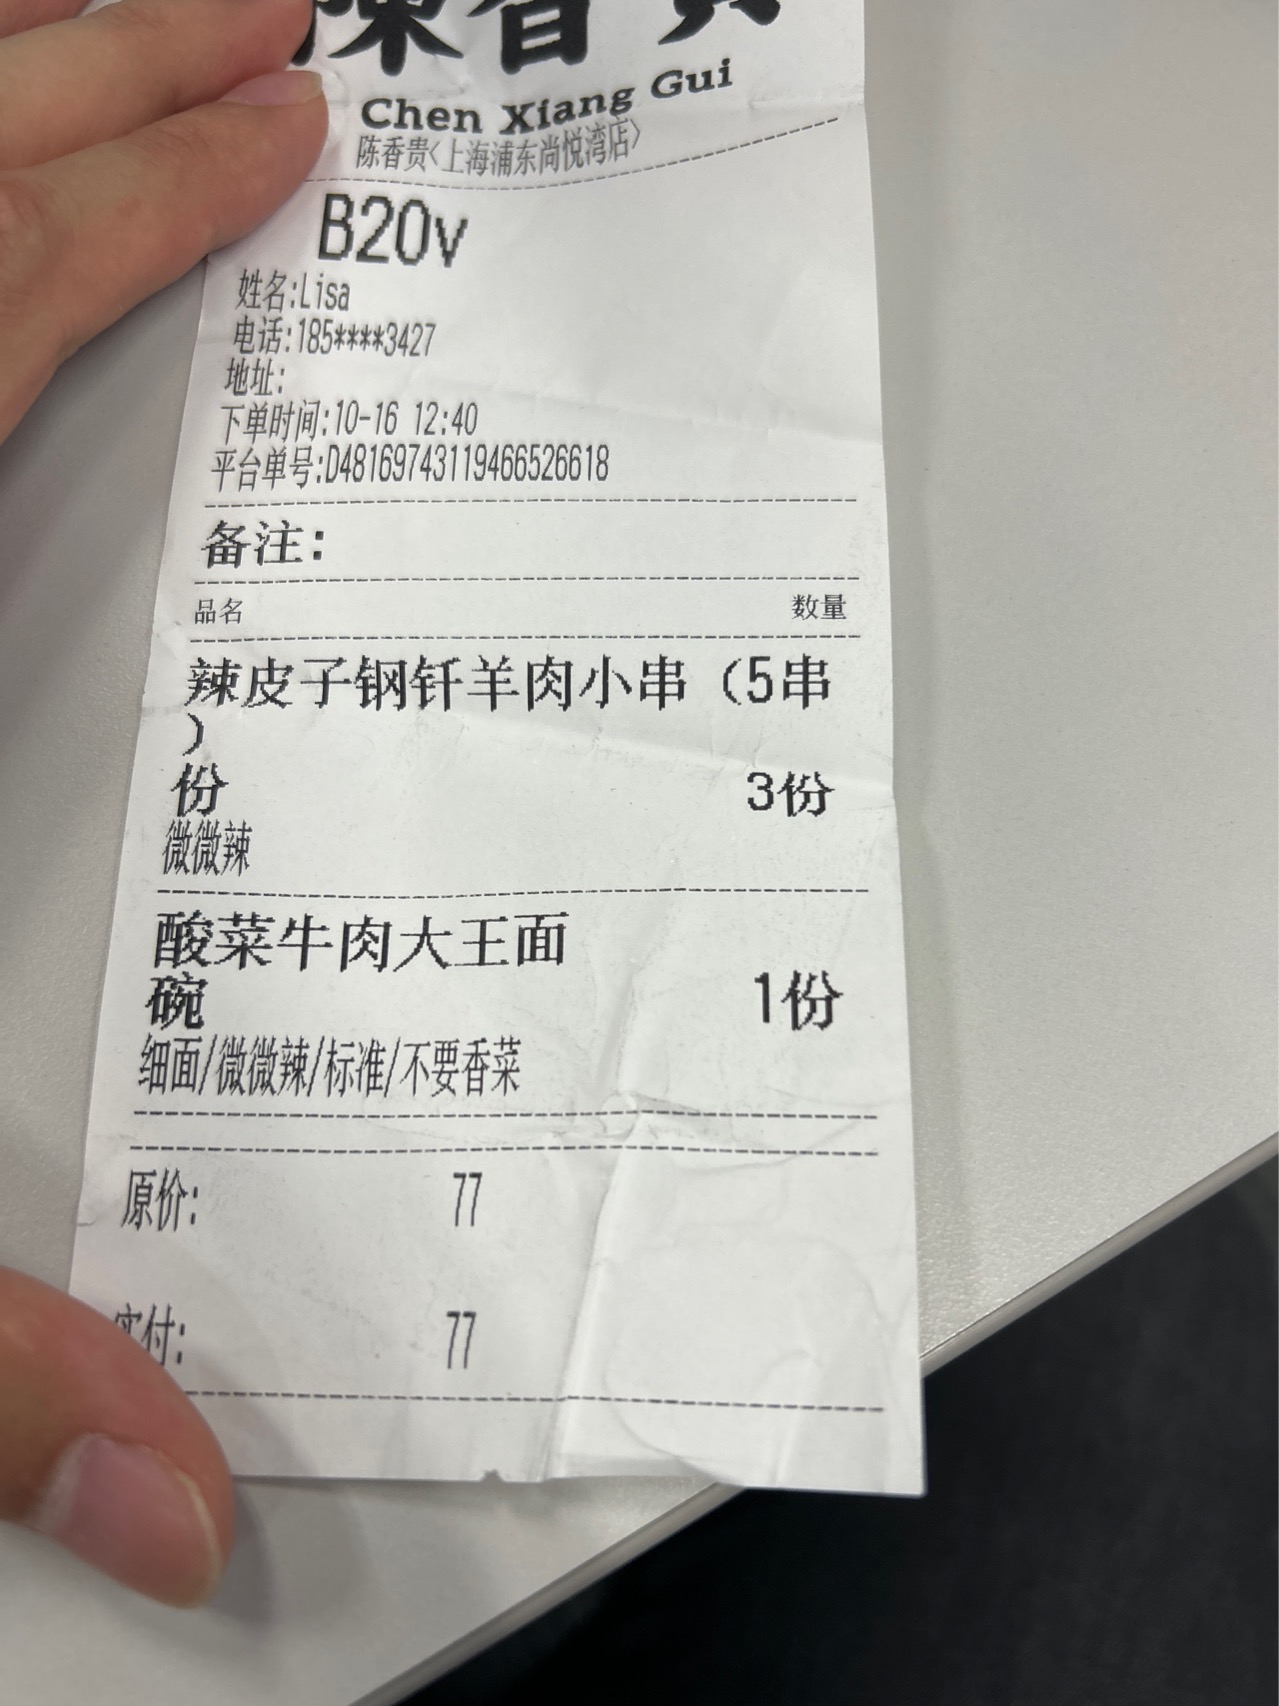 陳香貴
Chen Xiang Gui
陈香贵<上海浦东尚悦湾店>
B20v
姓名:Lisa
电话:185****3427
地址:
下单时间:10-16 12:40
平台单号:D48169743119466526618
备注:
品名 数量
辣皮子钢钎羊肉小串（5串
）
份 3份
微微辣
酸菜牛肉大王面
碗 1份
细面/微微辣/标准/不要香菜
原价: 77
实付: 77